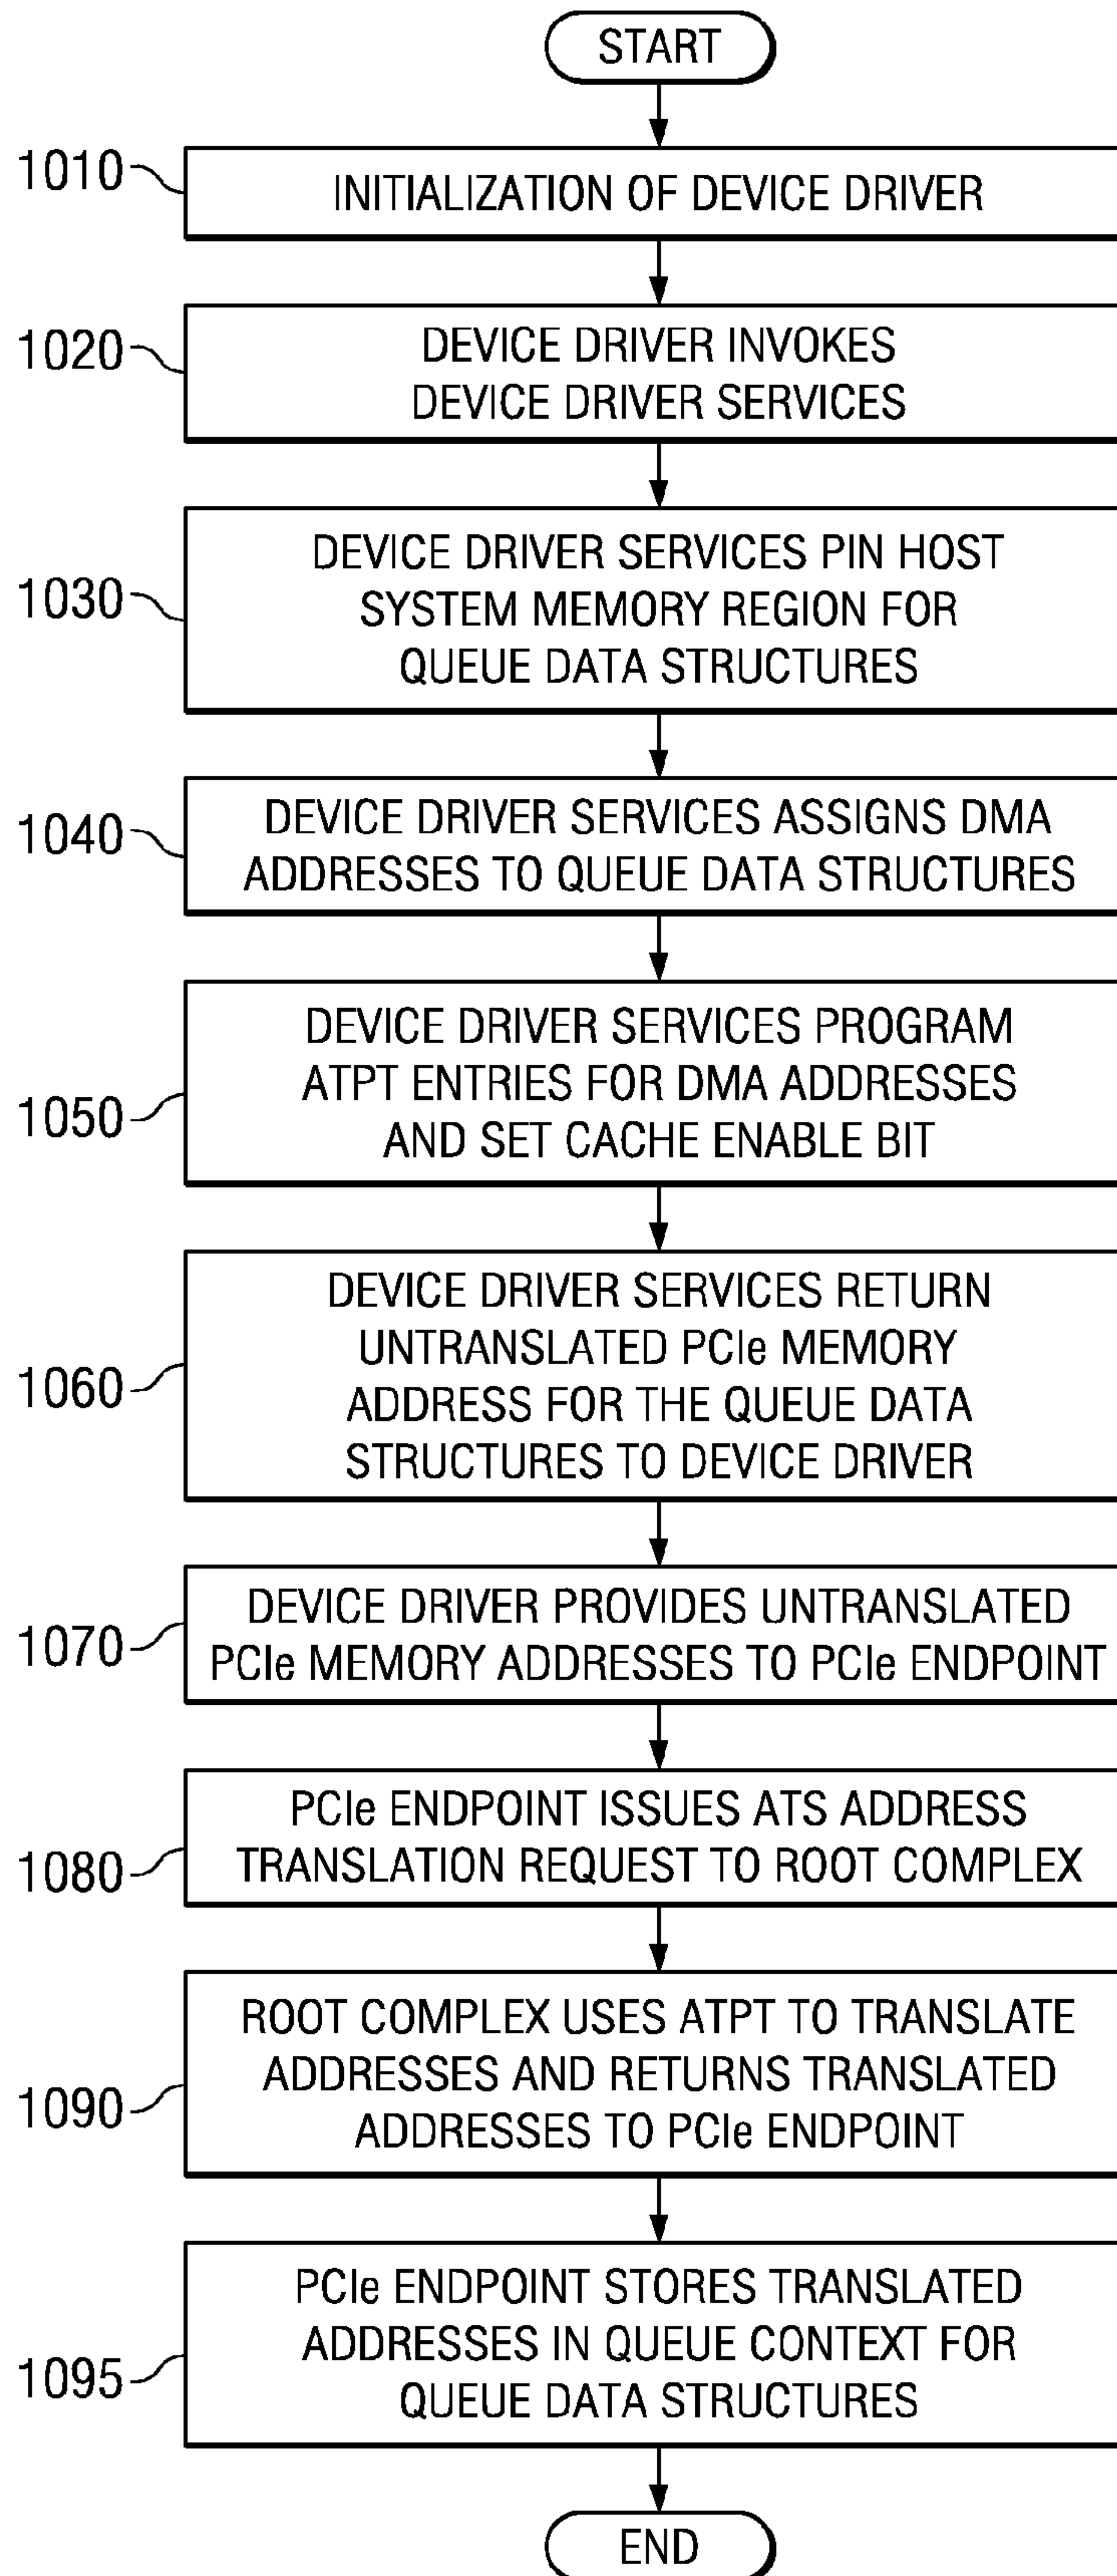 START
1010
INITIALIZATION OF DEVICE DRIVER
1020
DEVICE DRIVER INVOKES
DEVICE DRIVER SERVICES
1030
DEVICE DRIVER SERVICES PIN HOST
SYSTEM MEMORY REGION FOR
QUEUE DATA STRUCTURES
1040
DEVICE DRIVER SERVICES ASSIGNS DMA
ADDRESSES TO QUEUE DATA STRUCTURES
1050
DEVICE DRIVER SERVICES PROGRAM
ATPT ENTRIES FOR DMA ADDRESSES
AND SET CACHE ENABLE BIT
1060
DEVICE DRIVER SERVICES RETURN
UNTRANSLATED PCIe MEMORY
ADDRESS FOR THE QUEUE DATA
STRUCTURES TO DEVICE DRIVER
1070
DEVICE DRIVER PROVIDES UNTRANSLATED
PCIe MEMORY ADDRESSES TO PCIe ENDPOINT
1080
PCIe ENDPOINT ISSUES ATS ADDRESS
TRANSLATION REQUEST TO ROOT COMPLEX
1090
ROOT COMPLEX USES ATPT TO TRANSLATE
ADDRESSES AND RETURNS TRANSLATED
ADDRESSES TO PCIe ENDPOINT
1095
PCIe ENDPOINT STORES TRANSLATED
ADDRESSES IN QUEUE CONTEXT FOR
QUEUE DATA STRUCTURES
END